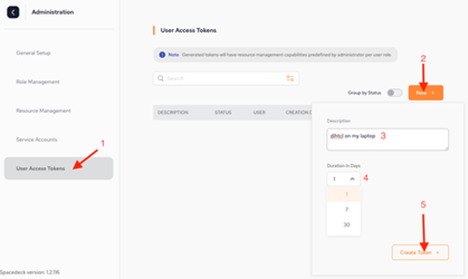 Administration
General Setup
Role Management
Resource Management
Service Accounts
1
User Access Tokens
Spacedeck version: 1.2.116
User Access Tokens
Note: Generated tokens will have resource management capabilities predefined by administrator per user role.
Search
2
Group by Status
New
DESCRIPTION STATUS USER CREATION
Description
on my laptop 3
Duration In Days
1 4
1
7
30
5
Create Token